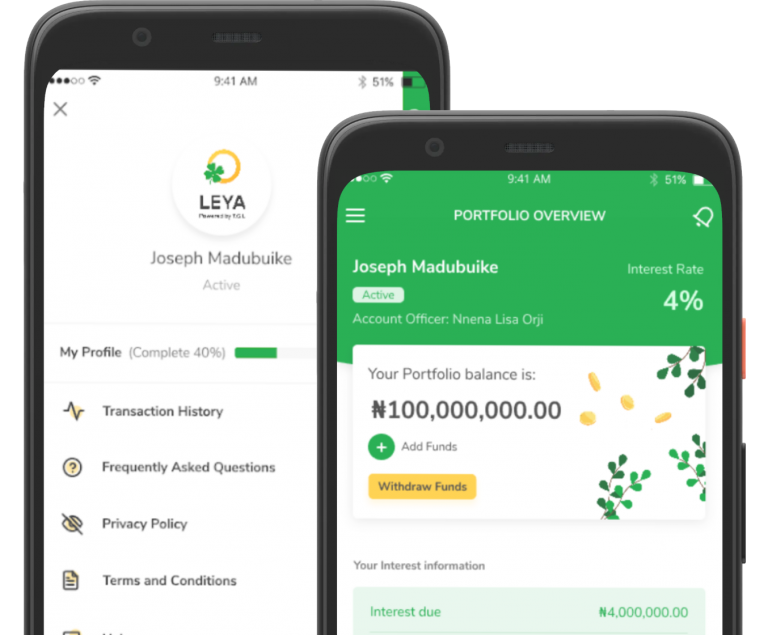 9:41 AM
51%
LEYA
Powered by F.G.L
Joseph Madubuike
Active
My Profile (Complete 40%)
Transaction History
Frequently Asked Questions
Privacy Policy
Terms and Conditions
9:41 AM
51%
PORTFOLIO OVERVIEW
Joseph Madubuike
Interest Rate
Active
4%
Account Officer: Nnena Lisa Orji
Your Portfolio balance is:
₦100,000,000.00
+ Add Funds
Withdraw Funds
Your Interest information
Interest due ₦4,000,000.00